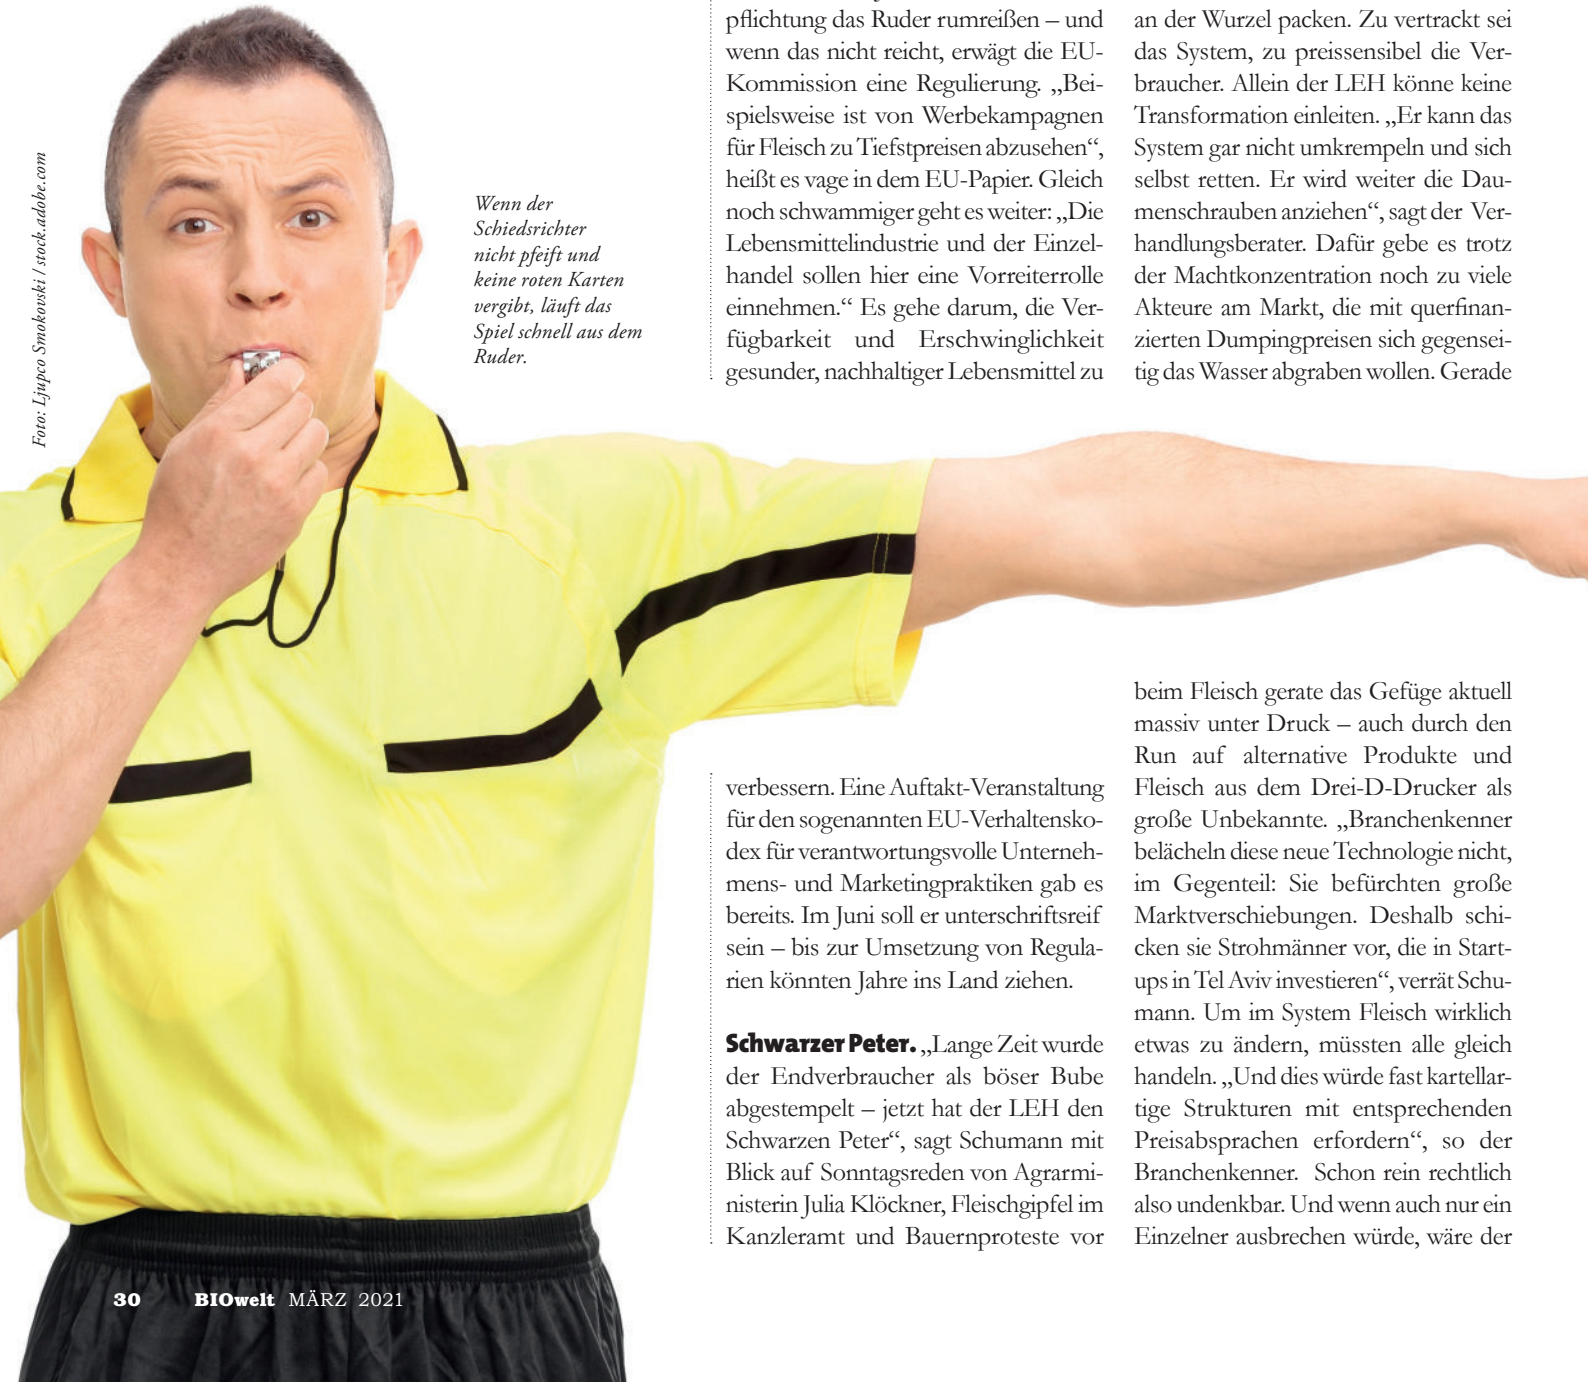 Foto: Ljupco Smokovski / stock.adobe.com
Wenn der
Schiedsrichter
nicht pfeift und
keine roten Karten
vergibt, läuft das
Spiel schnell aus dem
Ruder.
pflichtung das Ruder rumreißen – und
wenn das nicht reicht, erwägt die EU-
Kommission eine Regulierung. „Bei-
spielsweise ist von Werbekampagnen
für Fleisch zu Tiefstpreisen abzusehen“,
heißt es vage in dem EU-Papier. Gleich
noch schwammiger geht es weiter: „Die
Lebensmittelindustrie und der Einzel-
handel sollen hier eine Vorreiterrolle
einnehmen.“ Es gehe darum, die Ver-
fügbarkeit und Erschwinglichkeit
gesunder, nachhaltiger Lebensmittel zu
verbessern. Eine Auftakt-Veranstaltung
für den sogenannten EU-Verhaltensko-
dex für verantwortungsvolle Unterneh-
mens- und Marketingpraktiken gab es
bereits. Im Juni soll er unterschriftsreif
sein – bis zur Umsetzung von Regula-
rien könnten Jahre ins Land ziehen.
Schwarzer Peter. „Lange Zeit wurde
der Endverbraucher als böser Bube
abgestempelt – jetzt hat der LEH den
Schwarzen Peter“, sagt Schumann mit
Blick auf Sonntagsreden von Agrarmi-
nisterin Julia Klöckner, Fleischgipfel im
Kanzleramt und Bauernproteste vor
an der Wurzel packen. Zu vertrackt sei
das System, zu preissensibel die Ver-
braucher. Allein der LEH könne keine
Transformation einleiten. „Er kann das
System gar nicht umkrempeln und sich
selbst retten. Er wird weiter die Dau-
menschrauben anziehen“, sagt der Ver-
handlungsberater. Dafür gebe es trotz
der Machtkonzentration noch zu viele
Akteure am Markt, die mit querfinan-
zierten Dumpingpreisen sich gegensei-
tig das Wasser abgraben wollen. Gerade
beim Fleisch gerate das Gefüge aktuell
massiv unter Druck – auch durch den
Run auf alternative Produkte und
Fleisch aus dem Drei-D-Drucker als
große Unbekannte. „Branchenkenner
belächeln diese neue Technologie nicht,
im Gegenteil: Sie befürchten große
Marktverschiebungen. Deshalb schi-
cken sie Strohmänner vor, die in Start-
ups in Tel Aviv investieren“, verrät Schu-
mann. Um im System Fleisch wirklich
etwas zu ändern, müssten alle gleich
handeln. „Und dies würde fast kartellar-
tige Strukturen mit entsprechenden
Preisabsprachen erfordern“, so der
Branchenkenner. Schon rein rechtlich
also undenkbar. Und wenn auch nur ein
Einzelner ausbrechen würde, wäre der
30 BIOwelt MÄRZ 2021